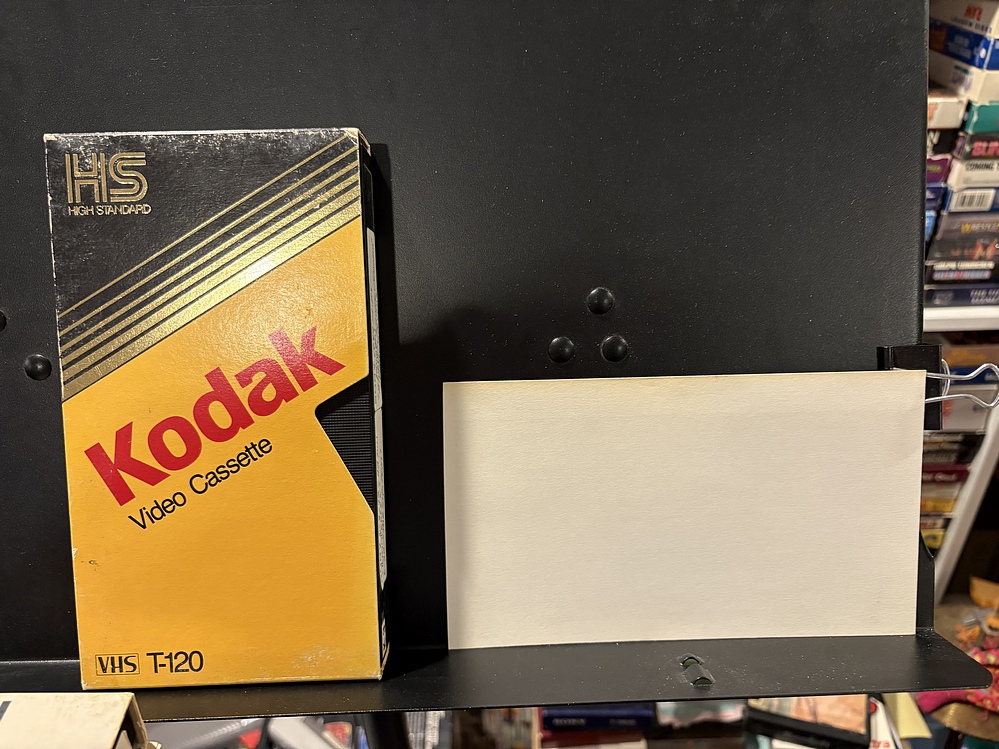 HS
HIGH STANDARD
Kodak
Video Cassette
VHS T-120